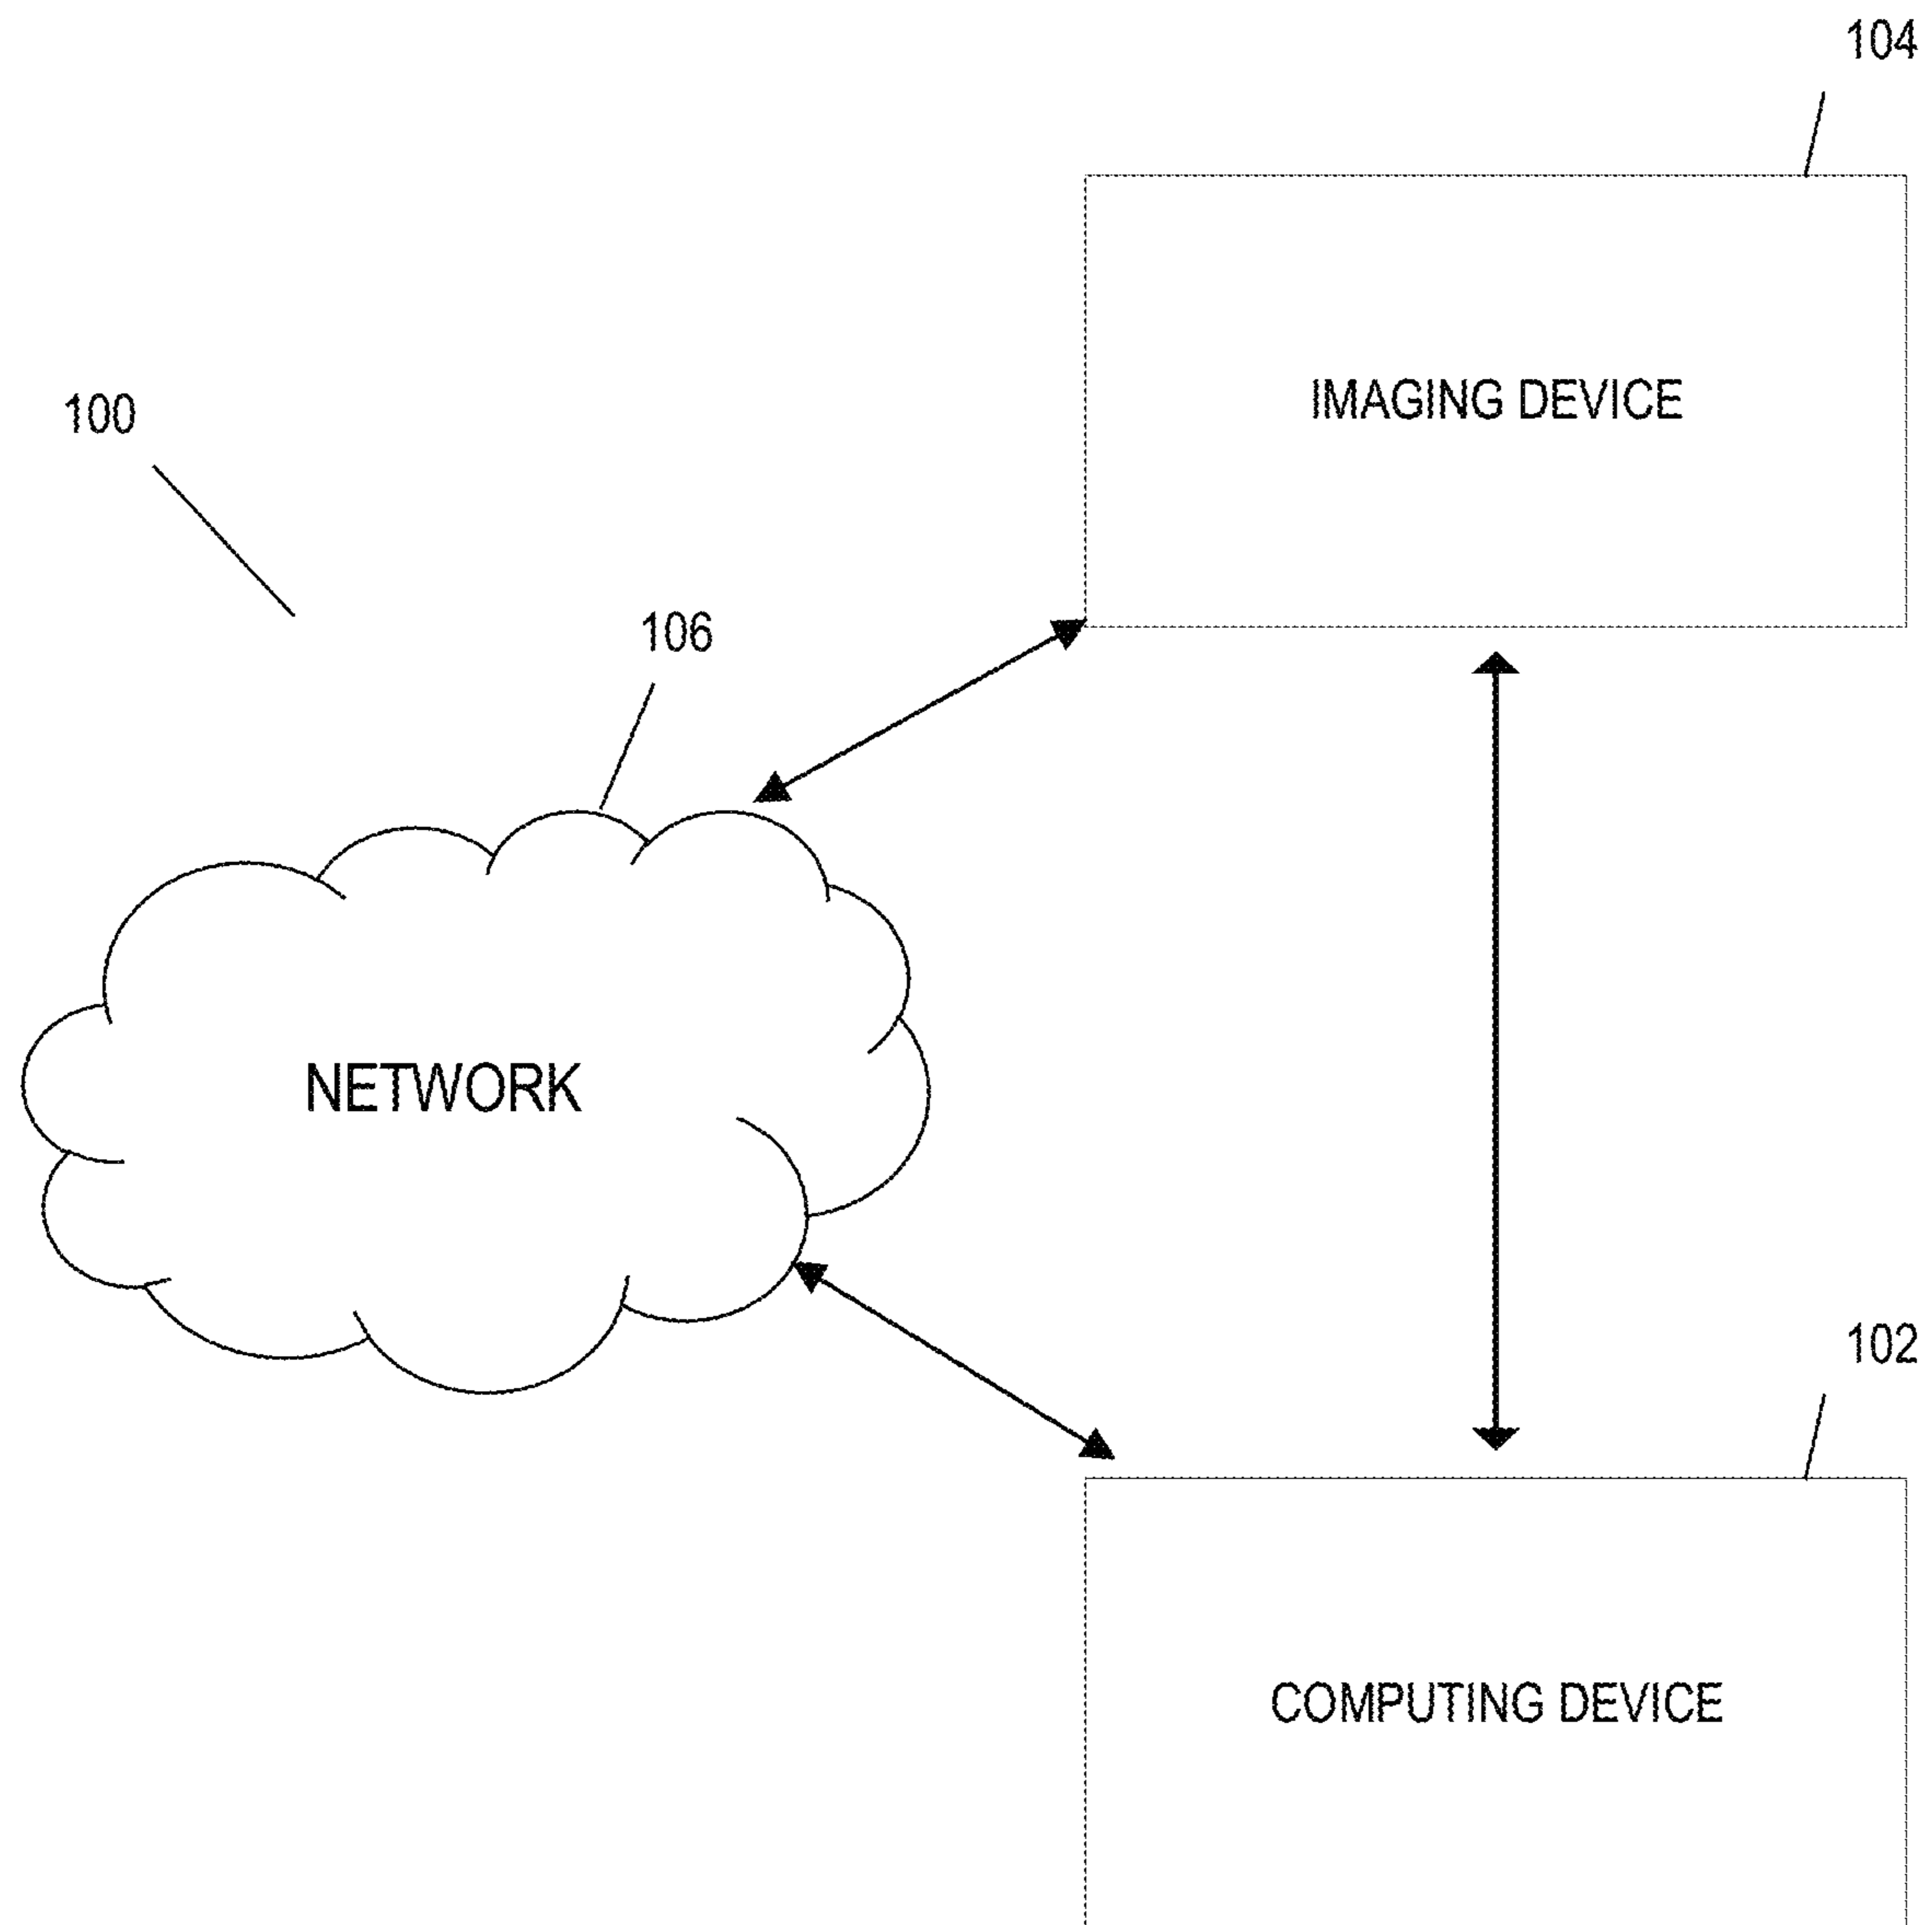 104
IMAGING DEVICE
100
106
NETWORK
102
COMPUTING DEVICE